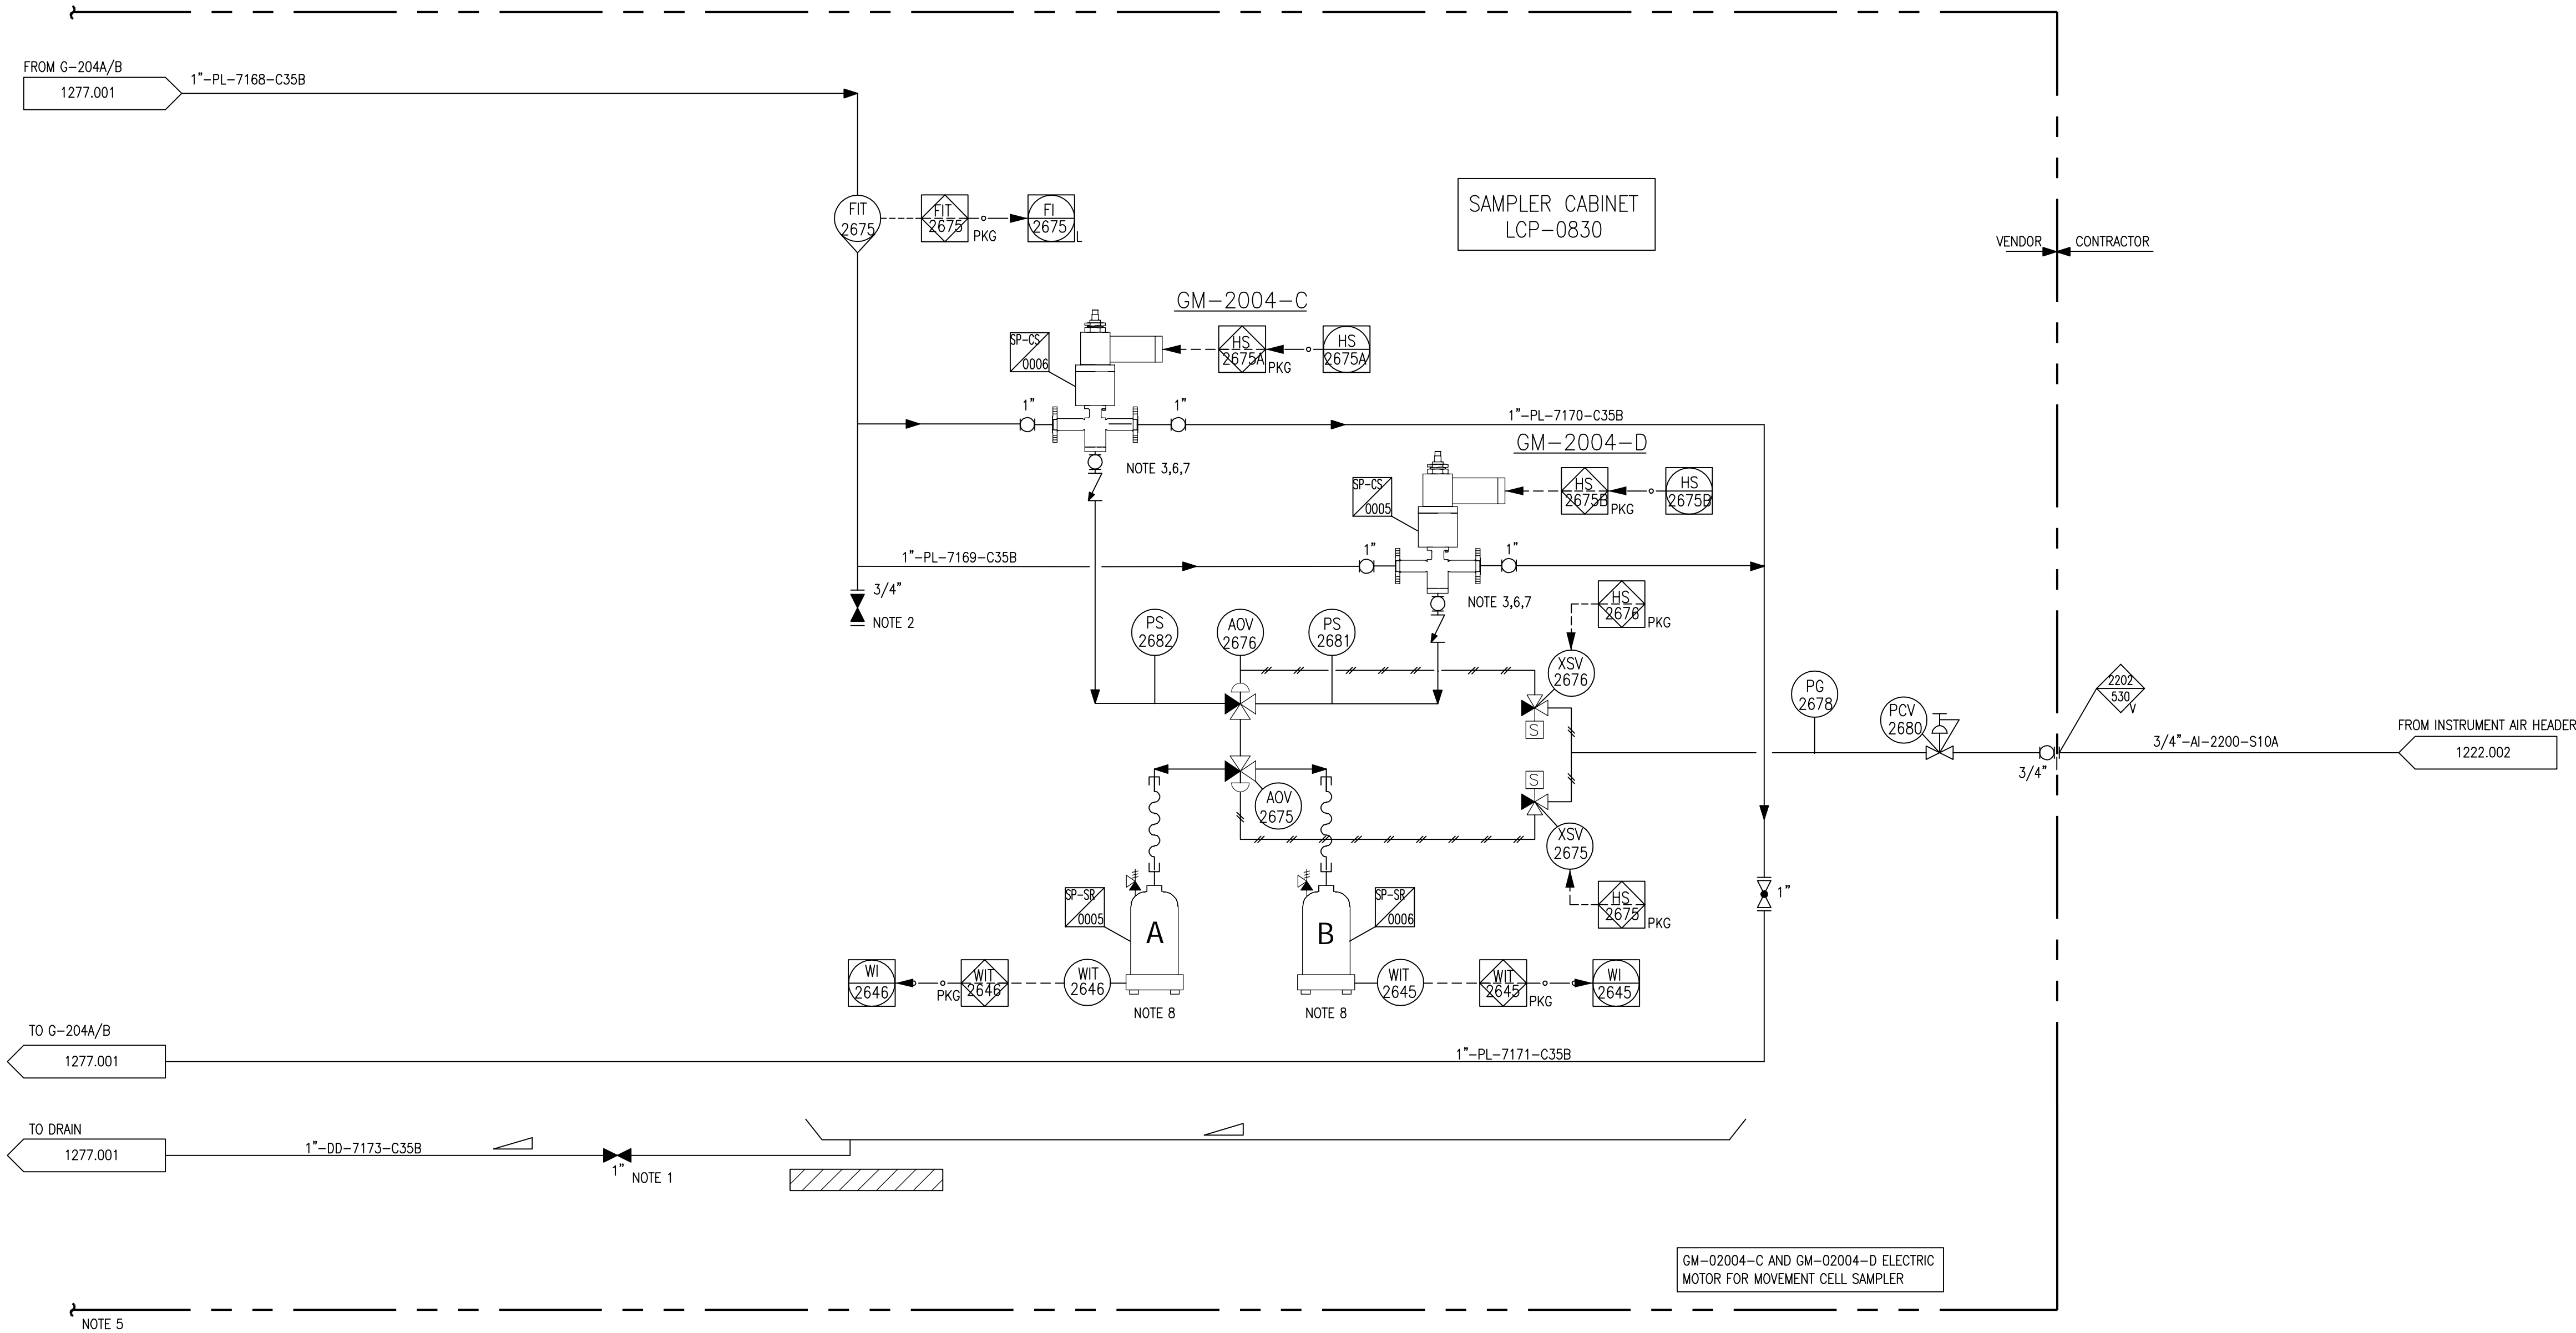 FROM G-204A/B
1277.001
1"-PL-7168-C35B
FIT
2675
FIT
2675
PKG
FI
2675
L
SAMPLER CABINET
LCP-0830
VENDOR
CONTRACTOR
GM-2004-C
SP-CS
0006
HS
2675A
PKG
HS
2675A
1"
1"
1"-PL-7170-C35B
NOTE 3,6,7
GM-2004-D
SP-CS
0005
HS
2675B
PKG
HS
2675B
1"-PL-7169-C35B
1"
1"
NOTE 3,6,7
3/4"
NOTE 2
PS
2682
AOV
2676
PS
2681
HS
2676
PKG
XSV
2676
S
PG
2678
PCV
2680
2202
530
V
FROM INSTRUMENT AIR HEADER
1222.002
3/4"-AI-2200-S10A
3/4"
AOV
2675
S
XSV
2675
HS
2675
PKG
1"
SP-SR
0005
A
SP-SR
0006
B
WI
2646
PKG
WIT
2646
WIT
2646
NOTE 8
WIT
2645
WIT
2645
PKG
WI
2645
NOTE 8
TO G-204A/B
1277.001
1"-PL-7171-C35B
TO DRAIN
1277.001
1"-DD-7173-C35B
1"
NOTE 1
GM-02004-C AND GM-02004-D ELECTRIC
MOTOR FOR MOVEMENT CELL SAMPLER
NOTE 5